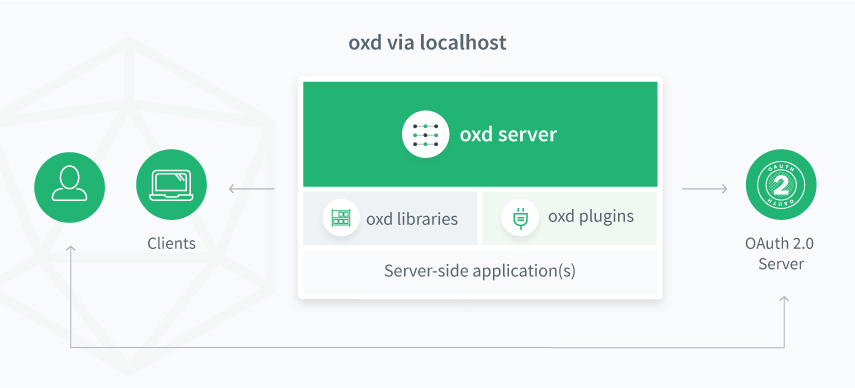 oxd via localhost
oxd server
oxd libraries
oxd plugins
Server-side application(s)
Clients
OAUTH
2
OAUTH
OAuth 2.0
Server